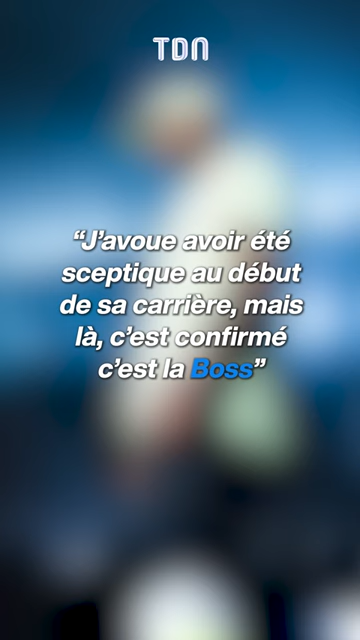 TDN
“J’avoue avoir été
sceptique au début
de sa carrière, mais
là, c’est confirmé
c’est la Boss”